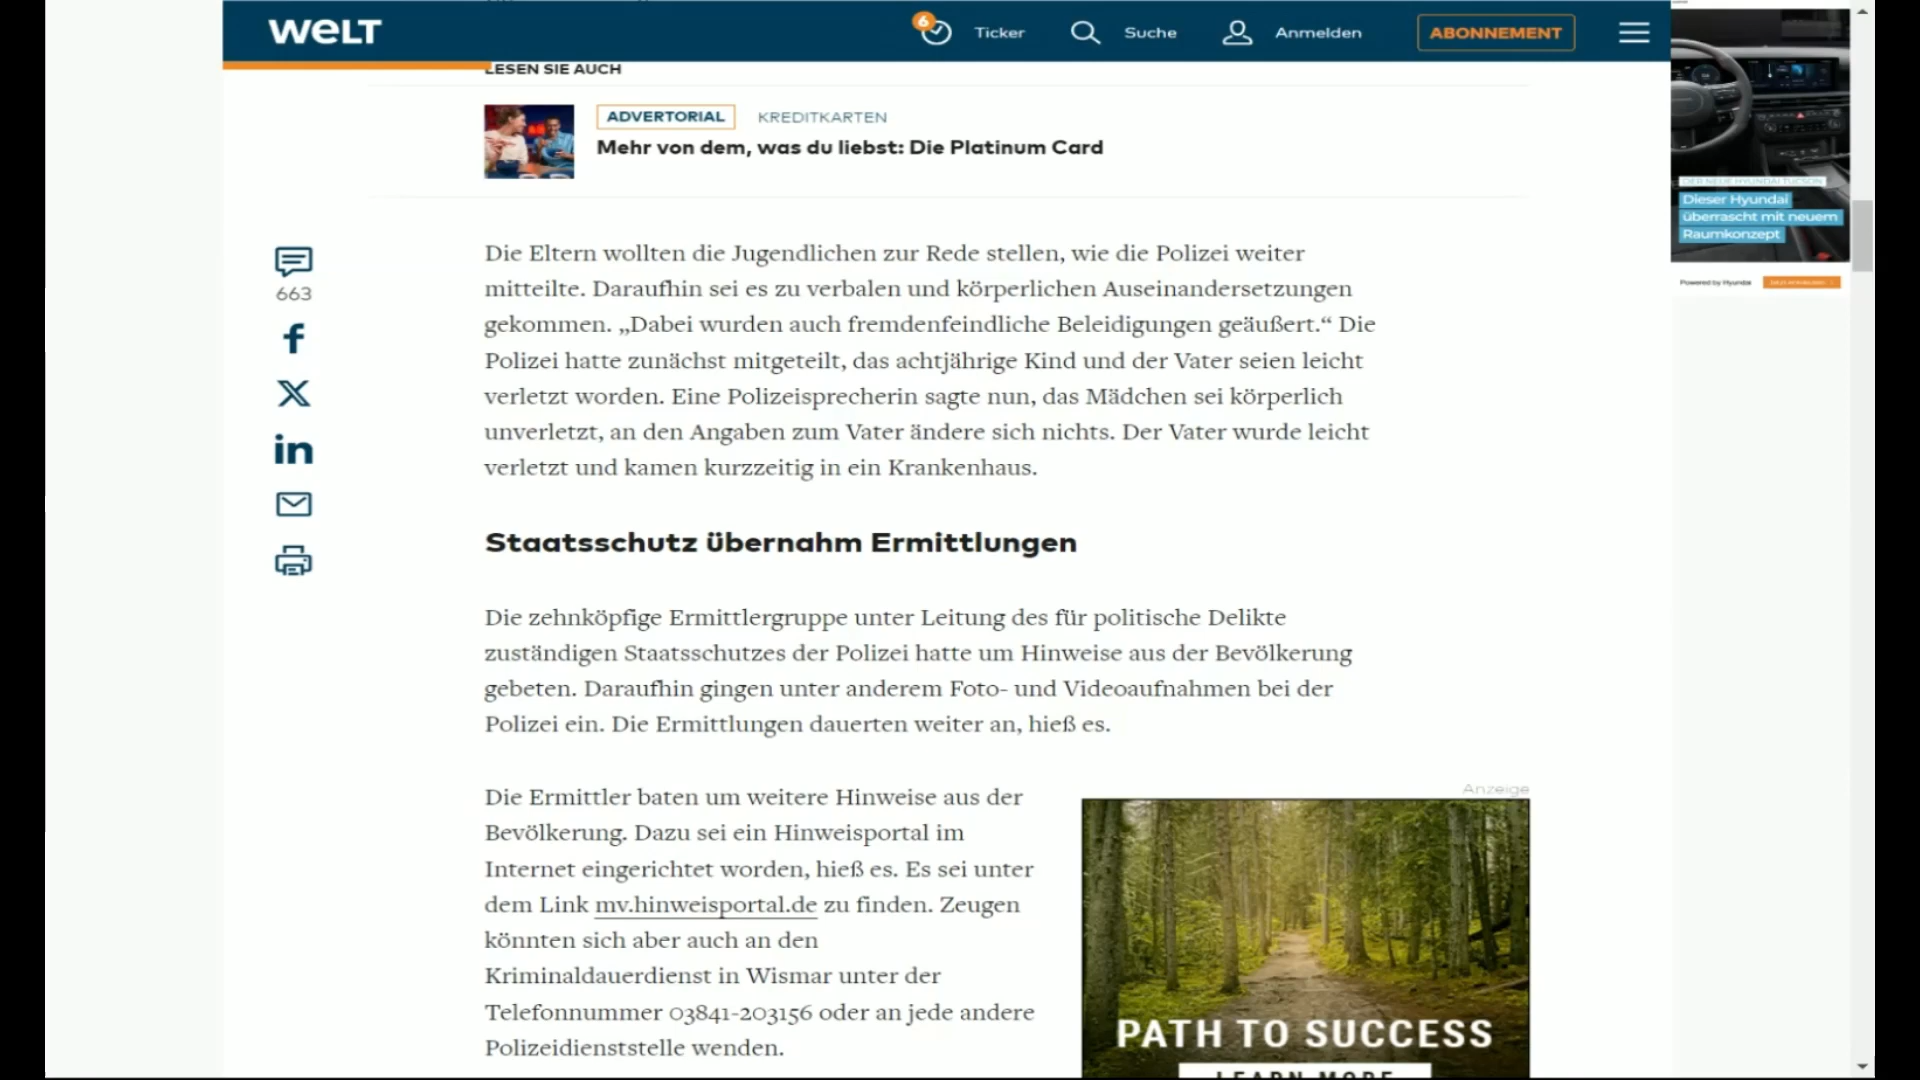 WELT
6
Ticker
Suche
Anmelden
ABONNEMENT
LESEN SIE AUCH
ADVERTORIAL KREDITKARTEN
Mehr von dem, was du liebst: Die Platinum Card
663
Die Eltern wollten die Jugendlichen zur Rede stellen, wie die Polizei weiter
mitteilte. Daraufhin sei es zu verbalen und körperlichen Auseinandersetzungen
gekommen. „Dabei wurden auch fremdenfeindliche Beleidigungen geäußert.“ Die
Polizei hatte zunächst mitgeteilt, das achtjährige Kind und der Vater seien leicht
verletzt worden. Eine Polizeisprecherin sagte nun, das Mädchen sei körperlich
unverletzt, an den Angaben zum Vater ändere sich nichts. Der Vater wurde leicht
verletzt und kamen kurzzeitig in ein Krankenhaus.
Staatsschutz übernahm Ermittlungen
Die zehnköpfige Ermittlergruppe unter Leitung des für politische Delikte
zuständigen Staatsschutzes der Polizei hatte um Hinweise aus der Bevölkerung
gebeten. Daraufhin gingen unter anderem Foto- und Videoaufnahmen bei der
Polizei ein. Die Ermittlungen dauerten weiter an, hieß es.
Die Ermittler baten um weitere Hinweise aus der
Bevölkerung. Dazu sei ein Hinweisportal im
Internet eingerichtet worden, hieß es. Es sei unter
dem Link mv.hinweisportal.de zu finden. Zeugen
könnten sich aber auch an den
Kriminaldauerdienst in Wismar unter der
Telefonnummer 03841-203156 oder an jede andere
Polizeidienststelle wenden.
Anzeige
PATH TO SUCCESS
LEARN MORE
DER NEUE HYUNDAI TUCSON
Dieser Hyundai
überrascht mit neuem
Raumkonzept
Powered by Hyundai